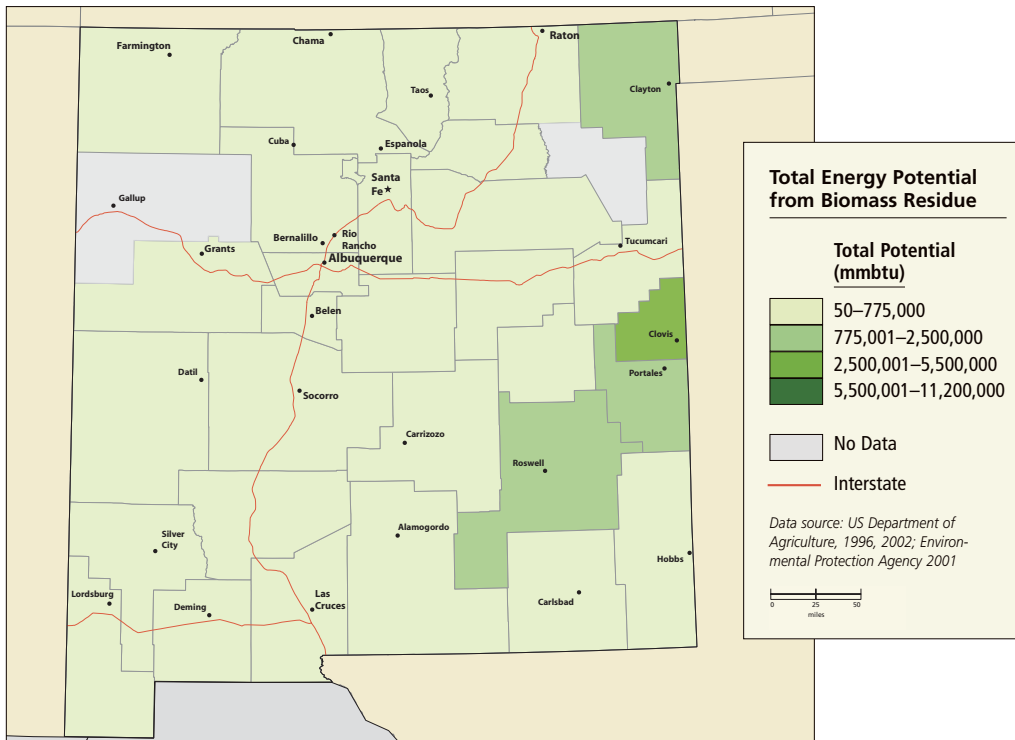 Farmington
Chama
Raton
Taos
Clayton
Cuba
Espanola
Santa
Fe
Gallup
Rio
Rancho
Bernalillo
Grants
Tucumcari
Albuquerque
Belen
Clovis
Datil
Portales
Socorro
Carrizozo
Roswell
Silver
City
Alamogordo
Hobbs
Lordsburg
Deming
Las
Cruces
Carlsbad
Total Energy Potential
from Biomass Residue
Total Potential
(mmbtu)
50–775,000
775,001–2,500,000
2,500,001–5,500,000
5,500,001–11,200,000
No Data
Interstate
Data source: US Department of
Agriculture, 1996, 2002; Environ-
mental Protection Agency 2001
0 25 50
miles